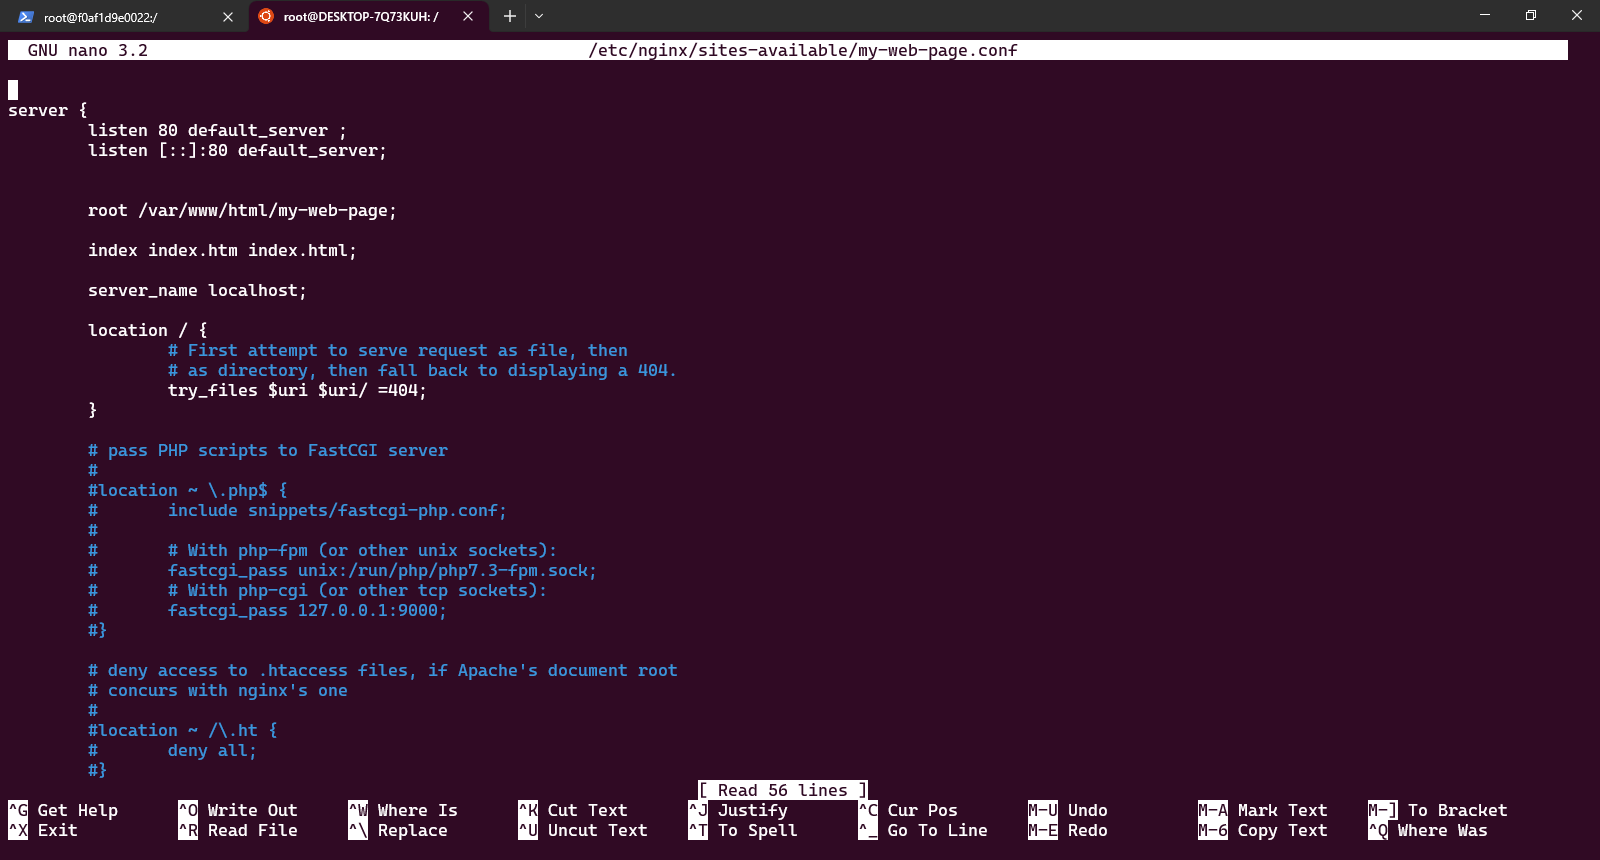 root@f0af1d9e0022:/
root@DESKTOP-7Q73KUH: /
GNU nano 3.2 /etc/nginx/sites-available/my-web-page.conf
server {
listen 80 default_server ;
listen [::]:80 default_server;
root /var/www/html/my-web-page;
index index.htm index.html;
server_name localhost;
location / {
# First attempt to serve request as file, then
# as directory, then fall back to displaying a 404.
try_files $uri $uri/ =404;
}
# pass PHP scripts to FastCGI server
#
#location ~ \.php$ {
# include snippets/fastcgi-php.conf;
#
# # With php-fpm (or other unix sockets):
# fastcgi_pass unix:/run/php/php7.3-fpm.sock;
# # With php-cgi (or other tcp sockets):
# fastcgi_pass 127.0.0.1:9000;
#}
# deny access to .htaccess files, if Apache's document root
# concurs with nginx's one
#
#location ~ /\.ht {
# deny all;
#}
[ Read 56 lines ]
^G Get Help ^O Write Out ^W Where Is ^K Cut Text ^J Justify ^C Cur Pos M-U Undo M-A Mark Text M-] To Bracket
^X Exit ^R Read File ^\ Replace ^U Uncut Text ^T To Spell ^_ Go To Line M-E Redo M-6 Copy Text ^Q Where Was